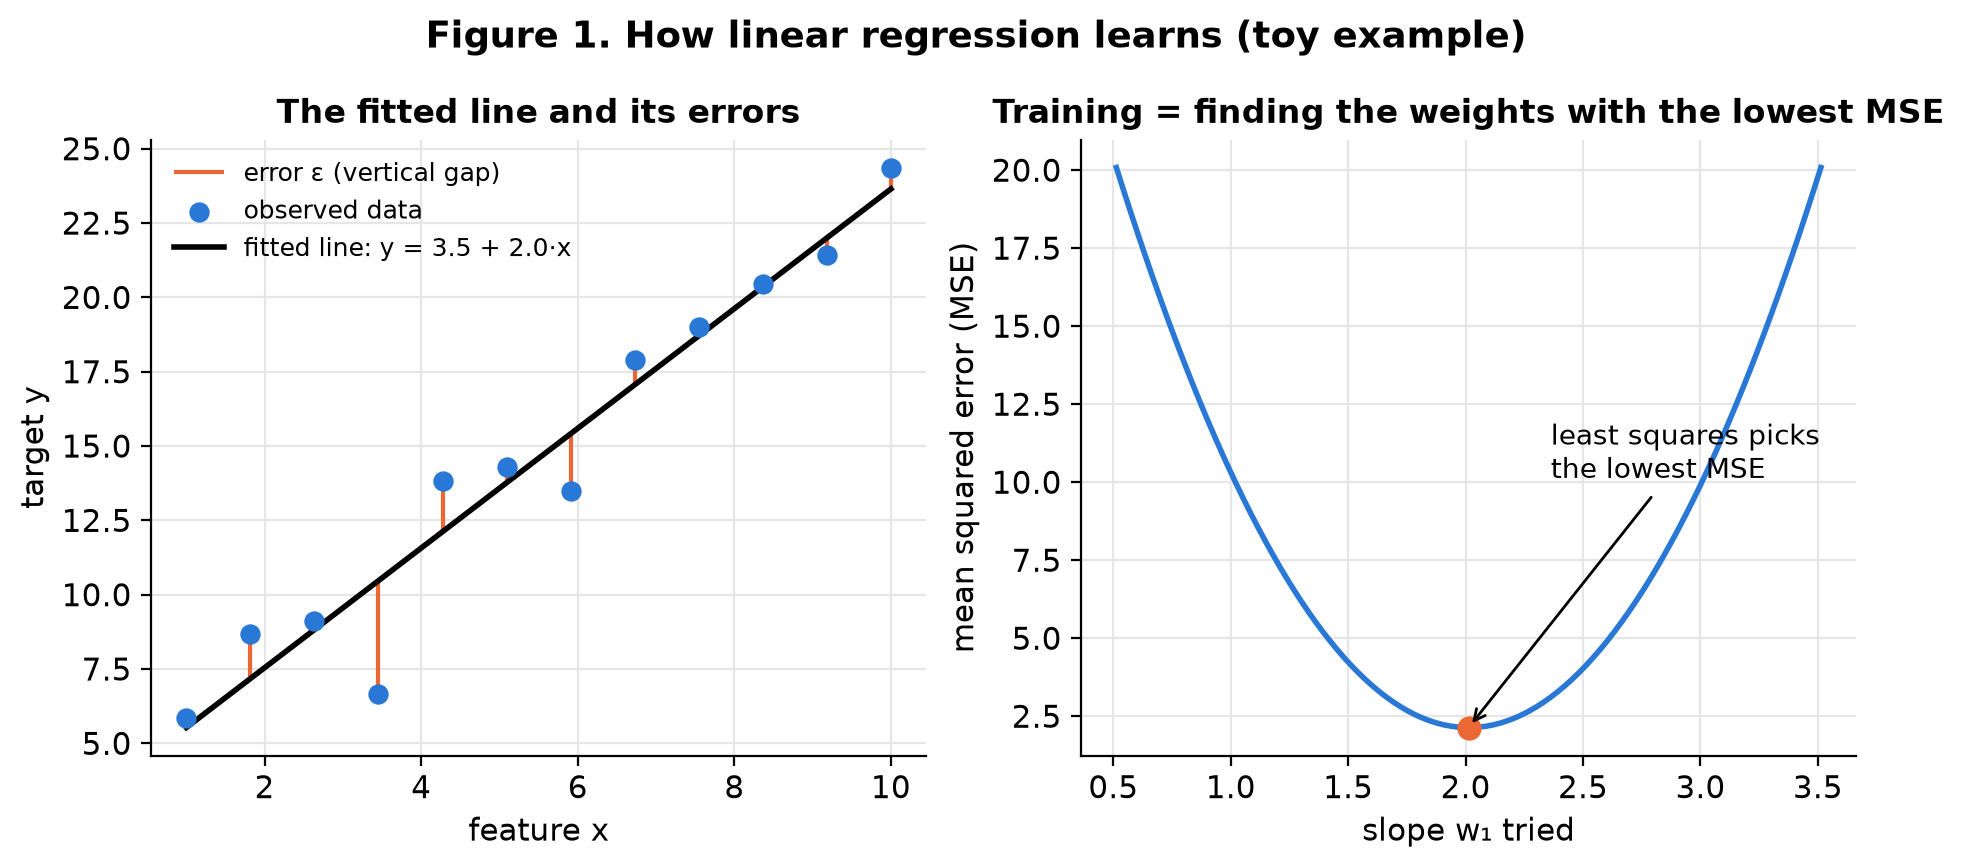 Figure 1. How linear regression learns (toy example)
The fitted line and its errors
25.0
22.5
20.0
17.5
15.0
12.5
10.0
7.5
5.0
target y
error ε (vertical gap)
observed data
fitted line: y = 3.5 + 2.0·x
2
4
6
8
10
feature x
Training = finding the weights with the lowest MSE
20.0
17.5
15.0
12.5
10.0
7.5
5.0
2.5
mean squared error (MSE)
least squares picks
the lowest MSE
0.5
1.0
1.5
2.0
2.5
3.0
3.5
slope w₁ tried